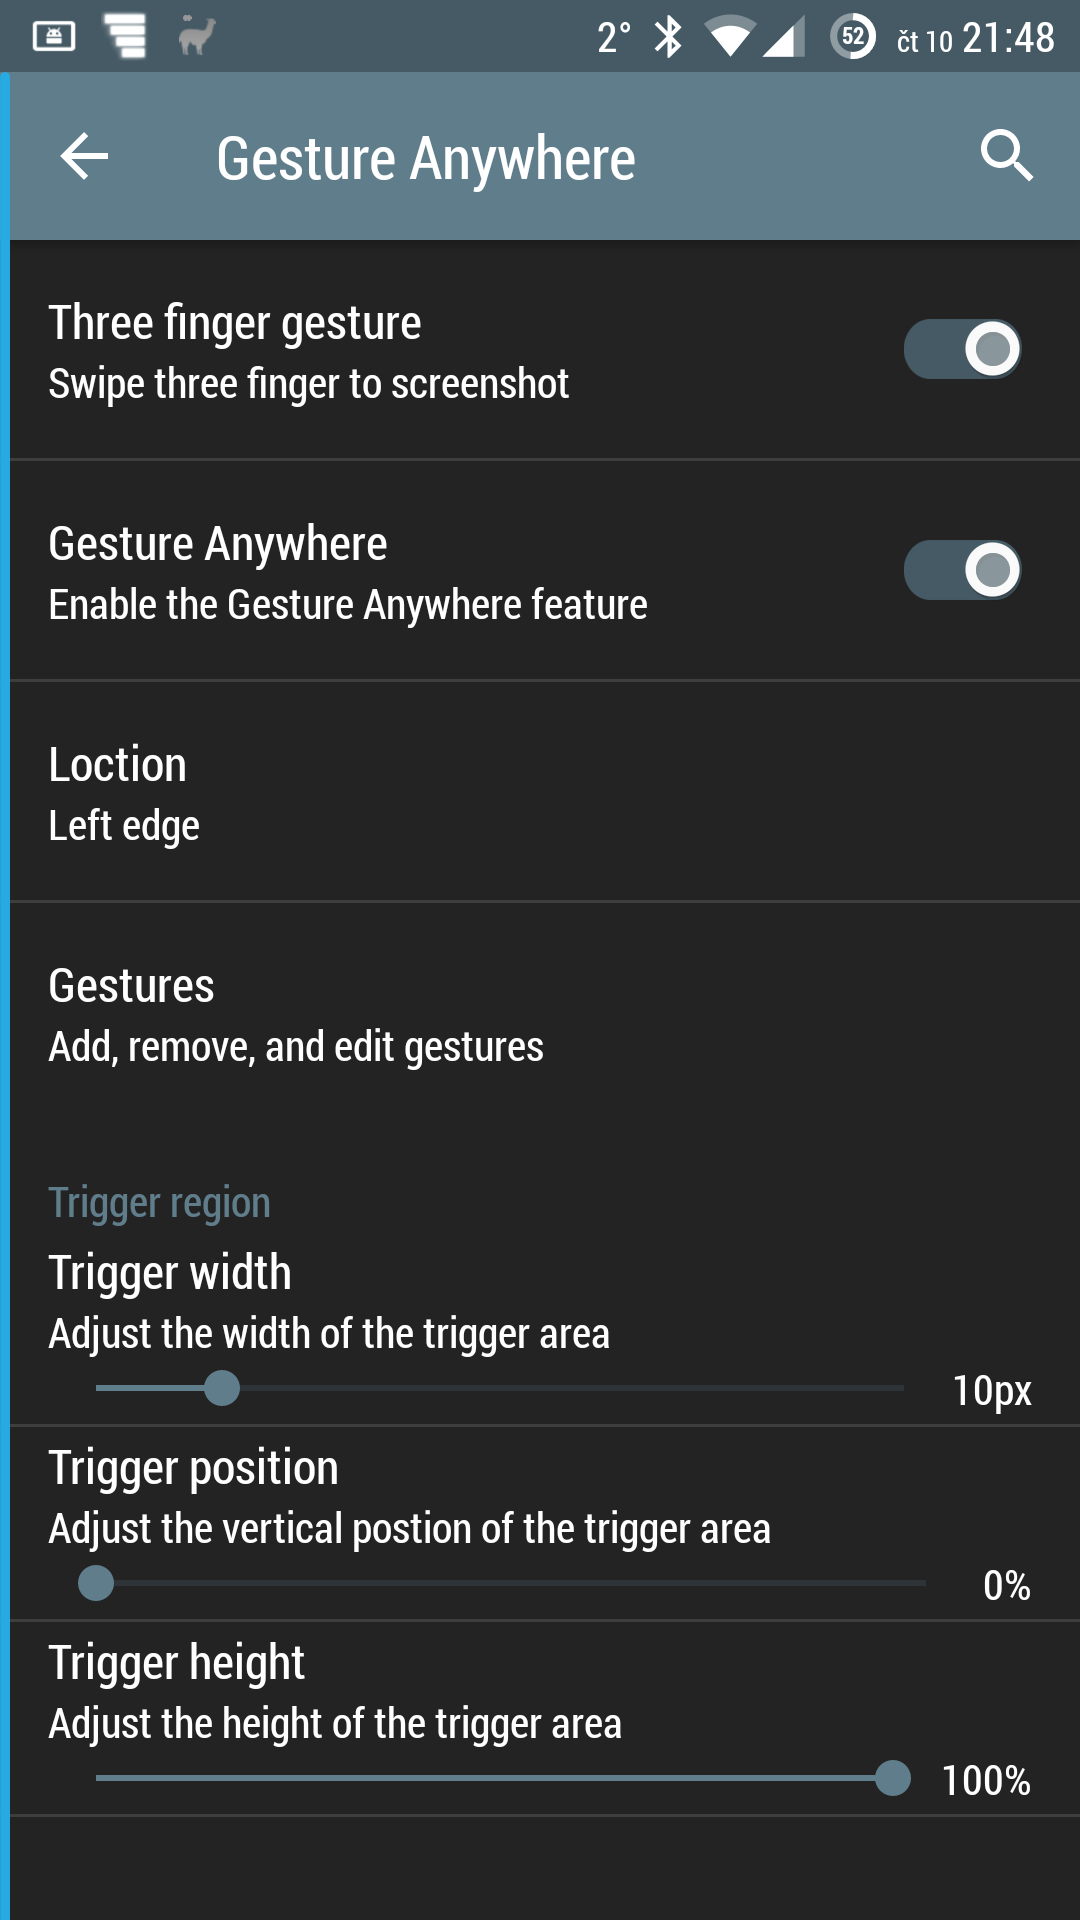 2° 52 čt 10 21:48
Gesture Anywhere
Three finger gesture
Swipe three finger to screenshot
Gesture Anywhere
Enable the Gesture Anywhere feature
Loction
Left edge
Gestures
Add, remove, and edit gestures
Trigger region
Trigger width
Adjust the width of the trigger area
10px
Trigger position
Adjust the vertical postion of the trigger area
0%
Trigger height
Adjust the height of the trigger area
100%